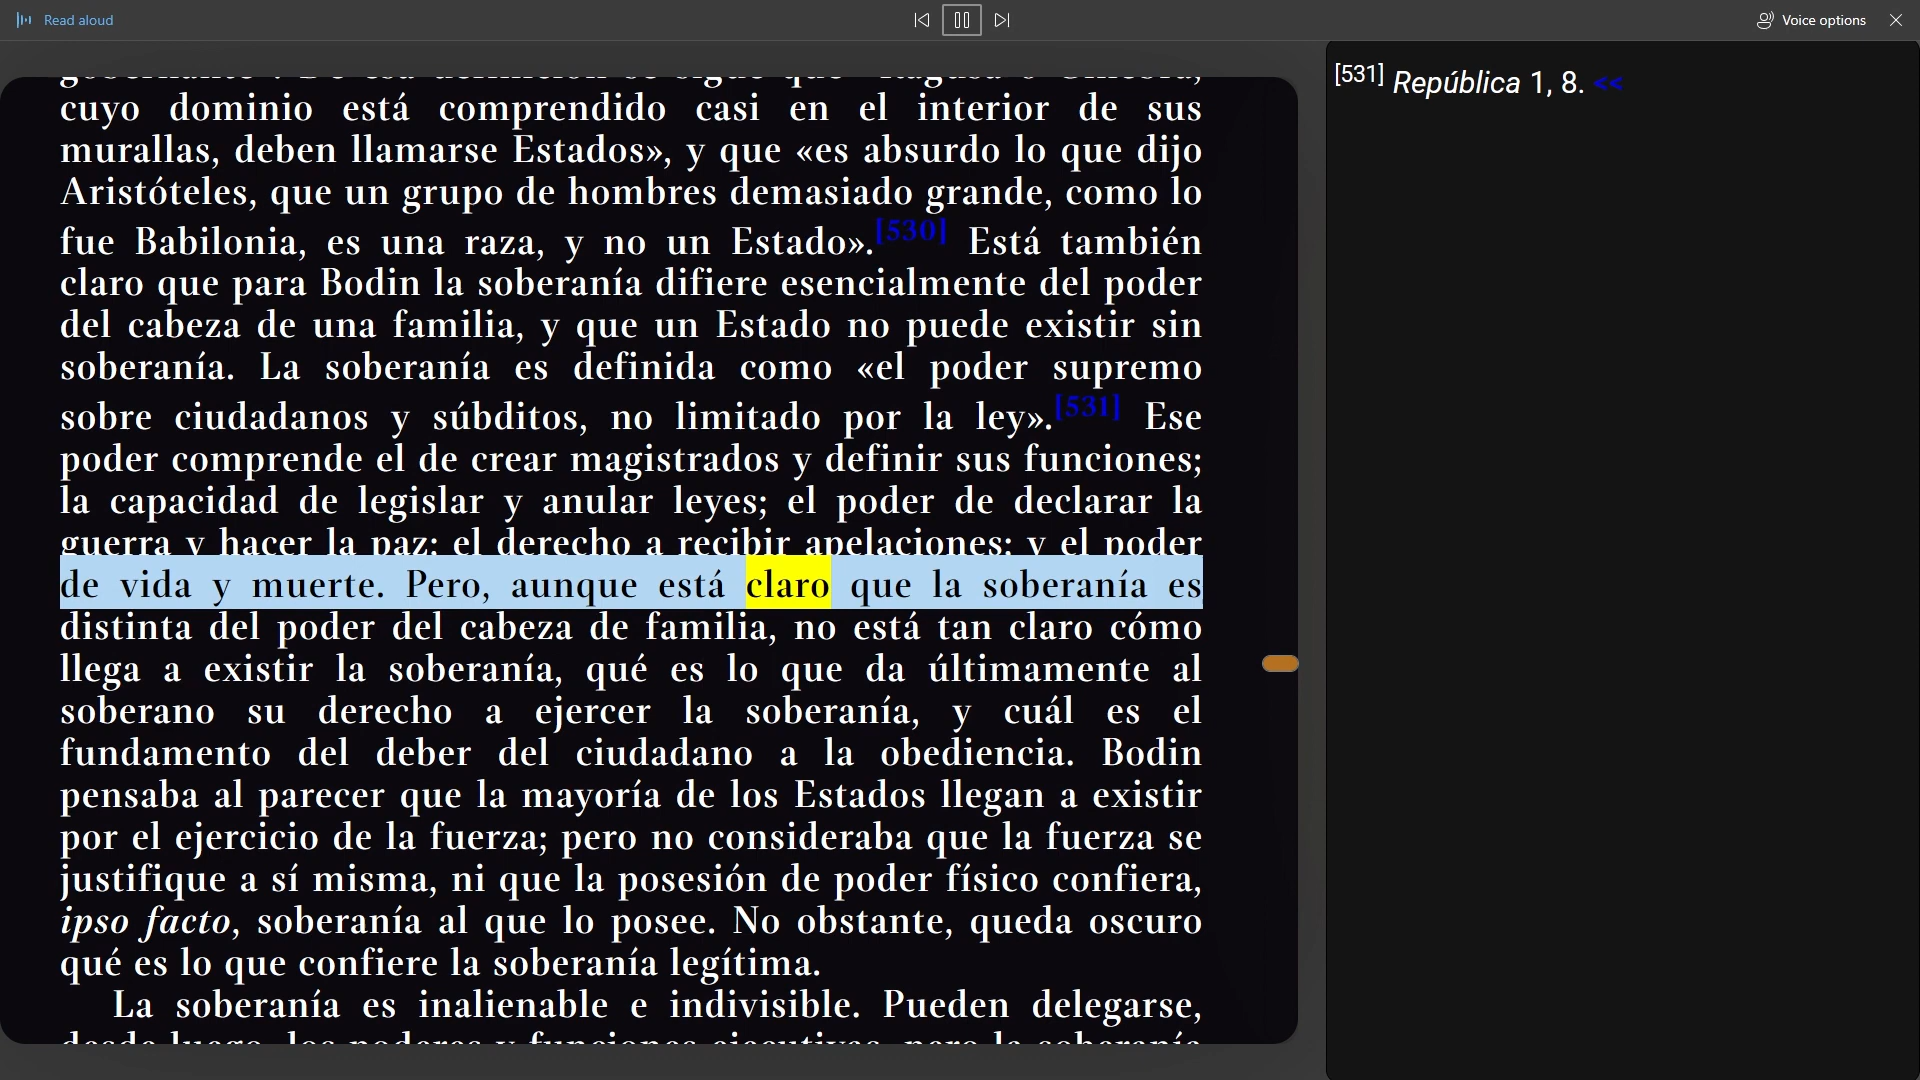 Read aloud
Voice options
cuyo dominio está comprendido casi en el interior de sus
murallas, deben llamarse Estados», y que «es absurdo lo que dijo
Aristóteles, que un grupo de hombres demasiado grande, como lo
fue Babilonia, es una raza, y no un Estado».[530] Está también
claro que para Bodin la soberanía difiere esencialmente del poder
del cabeza de una familia, y que un Estado no puede existir sin
soberanía. La soberanía es definida como «el poder supremo
sobre ciudadanos y súbditos, no limitado por la ley».[531] Ese
poder comprende el de crear magistrados y definir sus funciones;
la capacidad de legislar y anular leyes; el poder de declarar la
guerra y hacer la paz; el derecho a recibir apelaciones; y el poder
de vida y muerte. Pero, aunque está claro que la soberanía es
distinta del poder del cabeza de familia, no está tan claro cómo
llega a existir la soberanía, qué es lo que da últimamente al
soberano su derecho a ejercer la soberanía, y cuál es el
fundamento del deber del ciudadano a la obediencia. Bodin
pensaba al parecer que la mayoría de los Estados llegan a existir
por el ejercicio de la fuerza; pero no consideraba que la fuerza se
justifique a sí misma, ni que la posesión de poder físico confiera,
ipso facto, soberanía al que lo posee. No obstante, queda oscuro
qué es lo que confiere la soberanía legítima.
La soberanía es inalienable e indivisible. Pueden delegarse,
desde luego, los poderes y funciones ejecutivas, pero la soberanía
[531] República 1, 8. <<